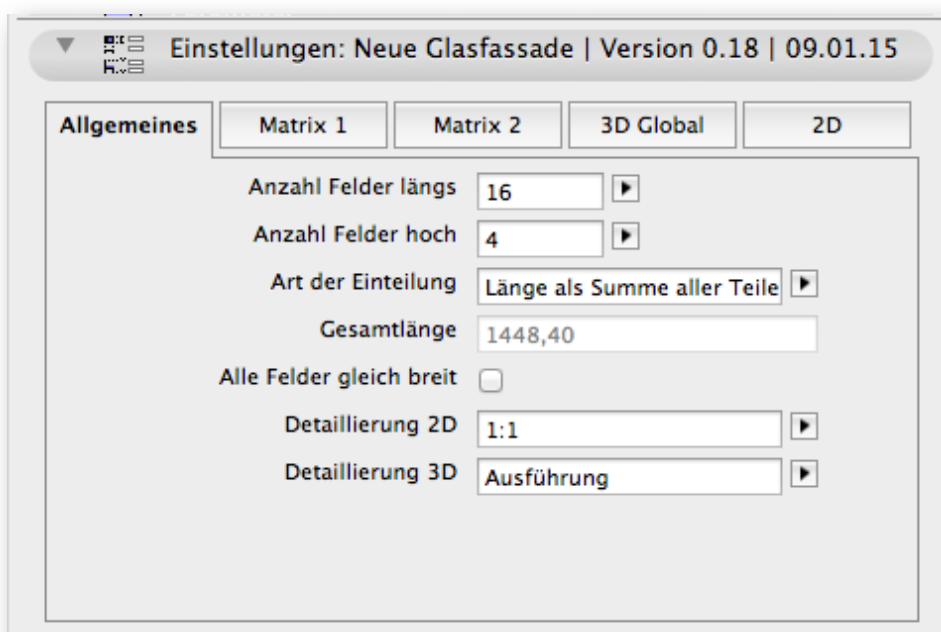 Einstellungen: Neue Glasfassade | Version 0.18 | 09.01.15
Allgemeines Matrix 1 Matrix 2 3D Global 2D
Anzahl Felder längs 16
Anzahl Felder hoch 4
Art der Einteilung Länge als Summe aller Teile
Gesamtlänge 1448,40
Alle Felder gleich breit
Detaillierung 2D 1:1
Detaillierung 3D Ausführung